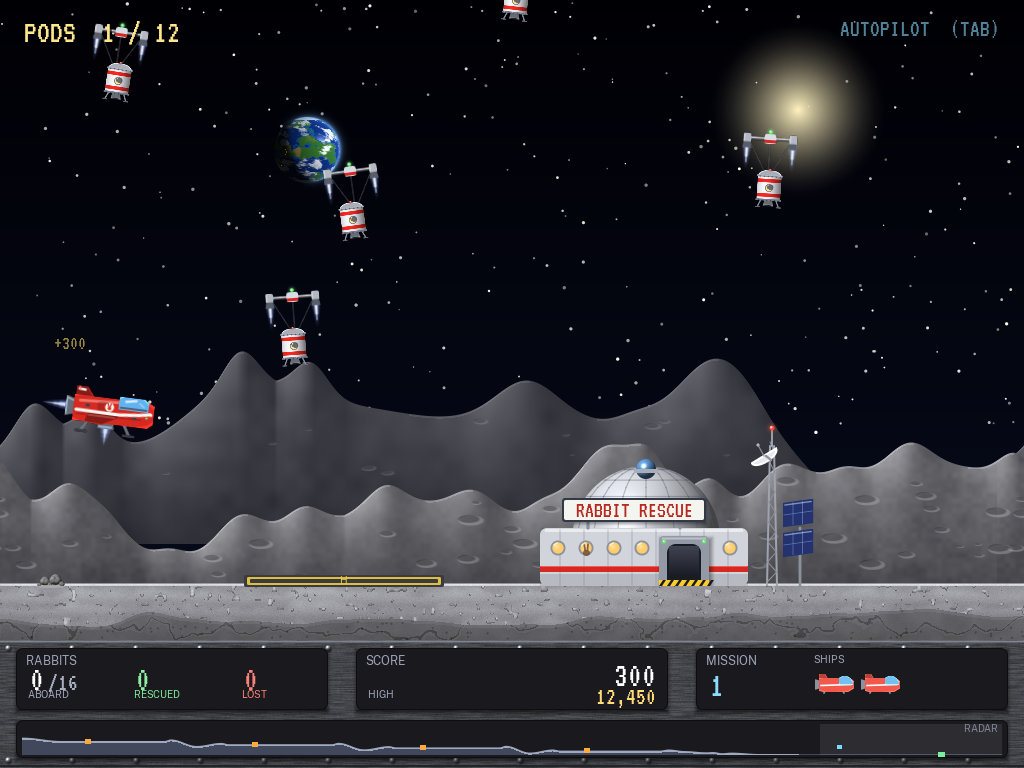 PODS 1 / 12
AUTOPILOT (TAB)
+300
RABBIT RESCUE
H
RABBITS
0 /16
ABOARD
0
RESCUED
0
LOST
SCORE
300
HIGH
12,450
MISSION
1
SHIPS
RADAR